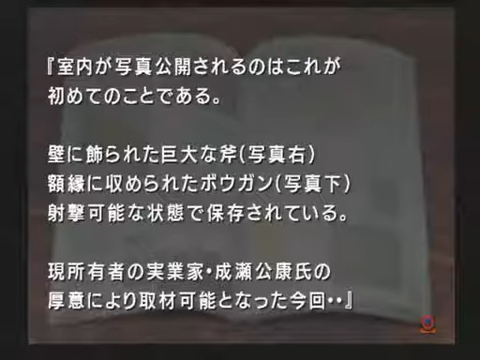 『室内が写真公開されるのはこれが
初めてのことである。
壁に飾られた巨大な斧(写真右)
額縁に収められたボウガン(写真下)
射撃可能な状態で保存されている。
現所有者の実業家・成瀬公康氏の
厚意により取材可能となった今回・・』